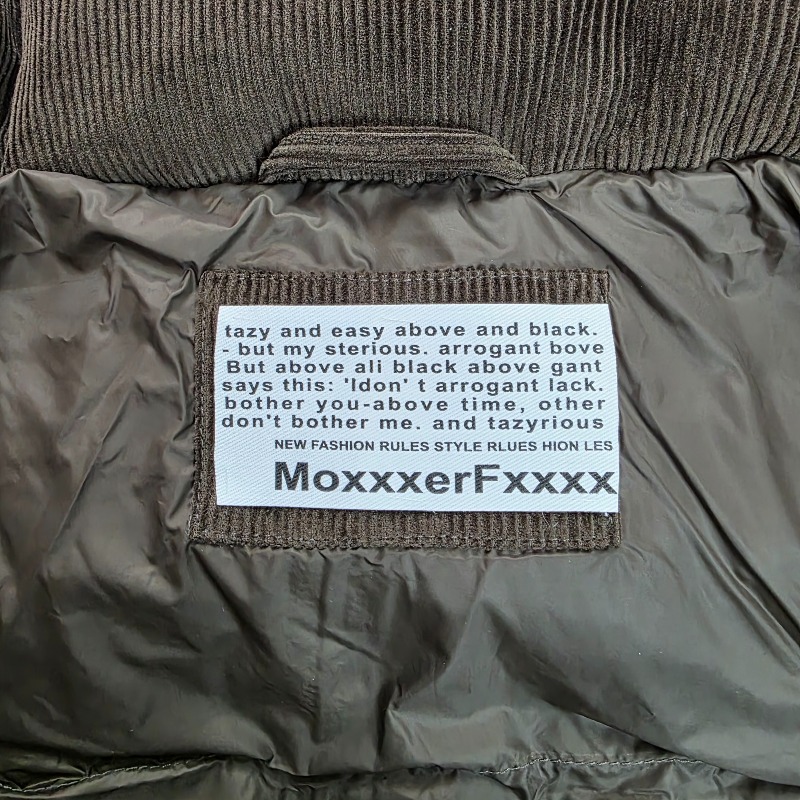 tazy and easy above and black.
- but my sterious. arrogant bove
But above ali black above gant
says this: 'Idon' t arrogant lack.
bother you-above time, other
don't bother me. and tazyrious
NEW FASHION RULES STYLE RLUES HION LES
MoxxxerFxxxx